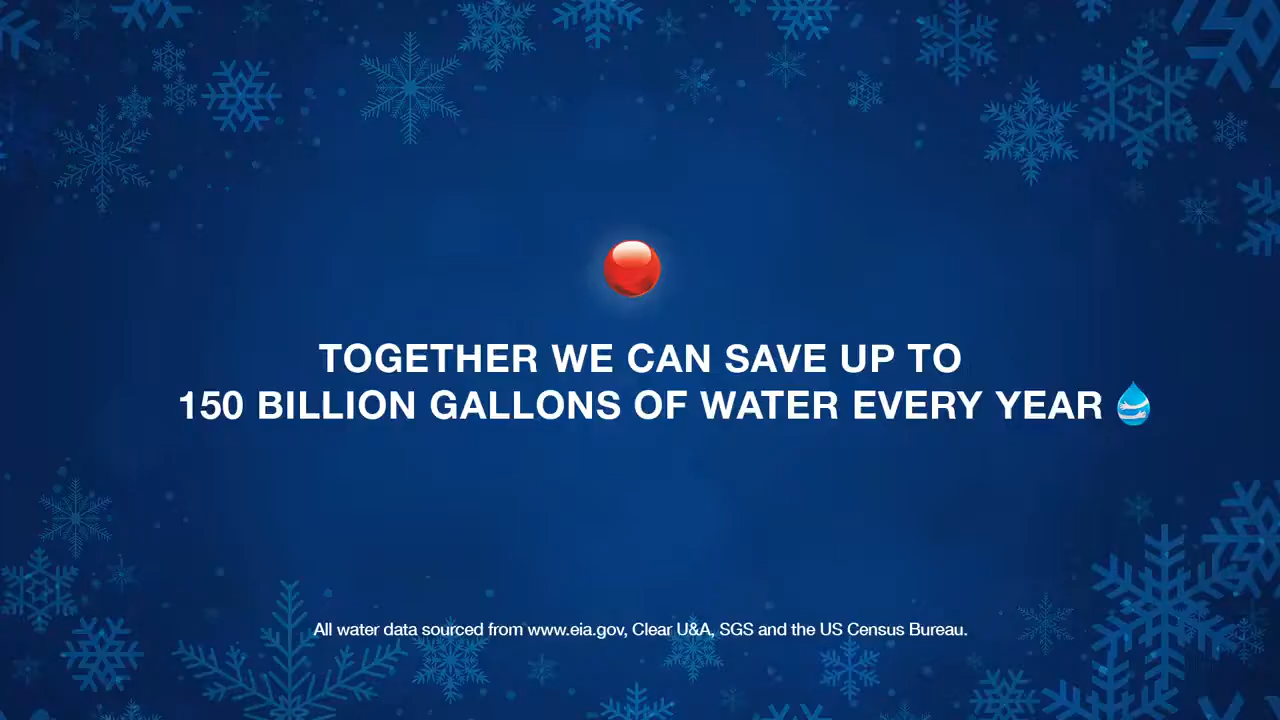 TOGETHER WE CAN SAVE UP TO
150 BILLION GALLONS OF WATER EVERY YEAR
All water data sourced from www.eia.gov, Clear U&A, SGS and the US Census Bureau.